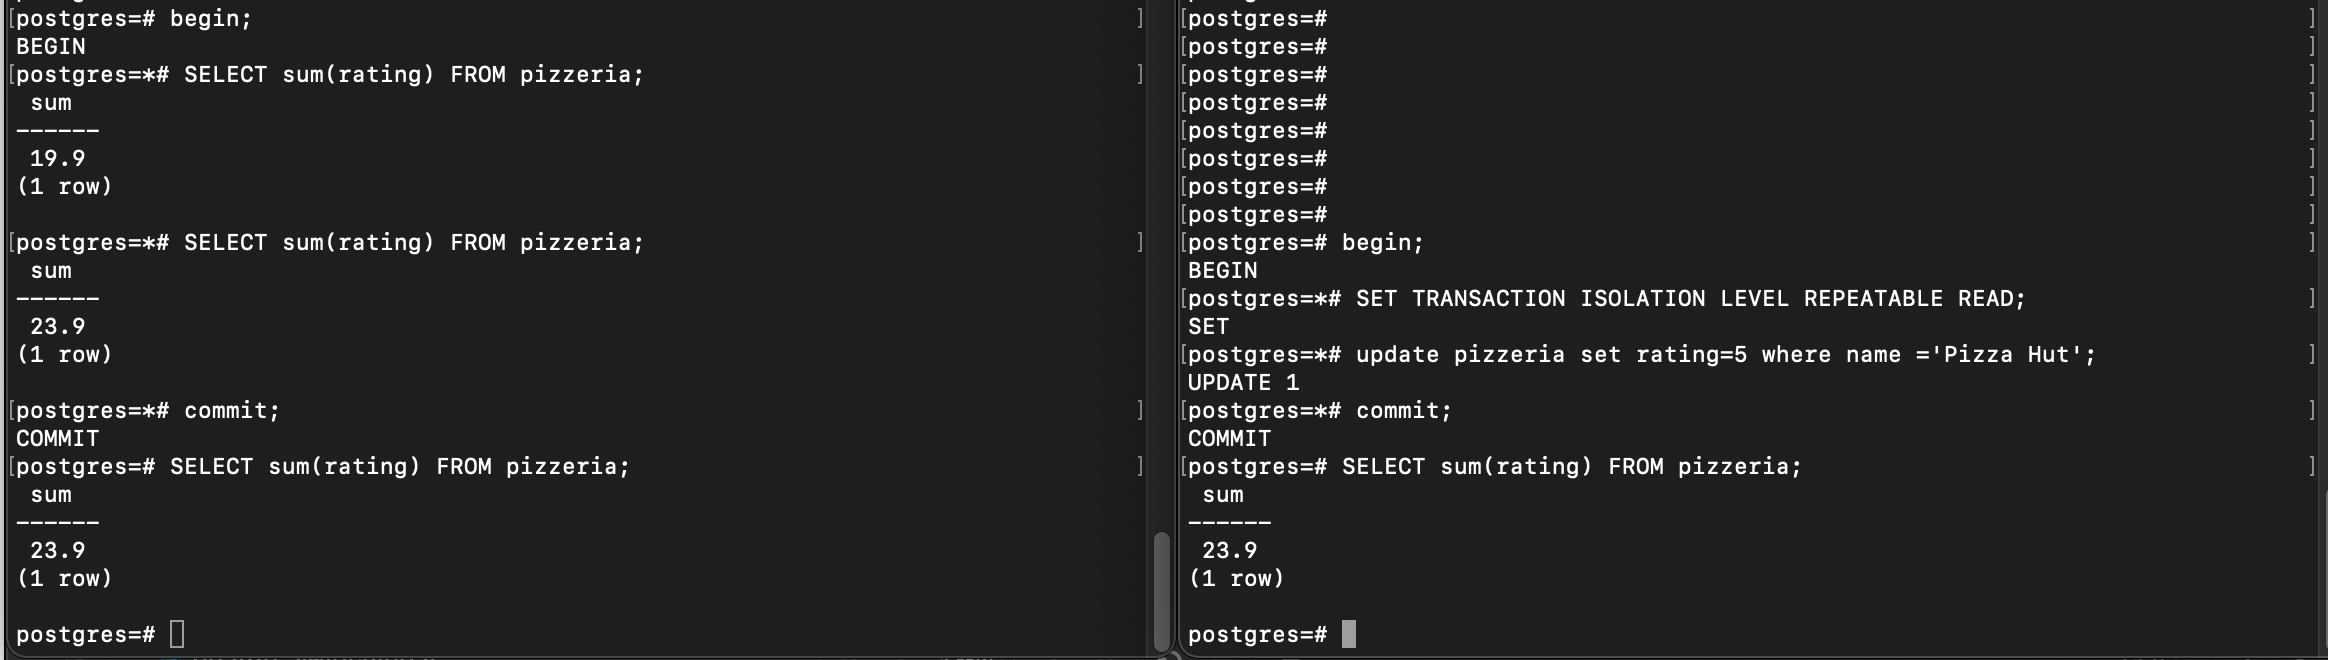 [postgres=# begin; ]
BEGIN
[postgres=*# SELECT sum(rating) FROM pizzeria; ]
sum
------
19.9
(1 row)
[postgres=*# SELECT sum(rating) FROM pizzeria; ]
sum
------
23.9
(1 row)
[postgres=*# commit; ]
COMMIT
[postgres=# SELECT sum(rating) FROM pizzeria; ]
sum
------
23.9
(1 row)
postgres=#
[postgres=# ]
[postgres=# ]
[postgres=# ]
[postgres=# ]
[postgres=# ]
[postgres=# ]
[postgres=# ]
[postgres=# ]
[postgres=# begin; ]
BEGIN
[postgres=*# SET TRANSACTION ISOLATION LEVEL REPEATABLE READ; ]
SET
[postgres=*# update pizzeria set rating=5 where name ='Pizza Hut'; ]
UPDATE 1
[postgres=*# commit; ]
COMMIT
[postgres=# SELECT sum(rating) FROM pizzeria; ]
sum
------
23.9
(1 row)
postgres=#